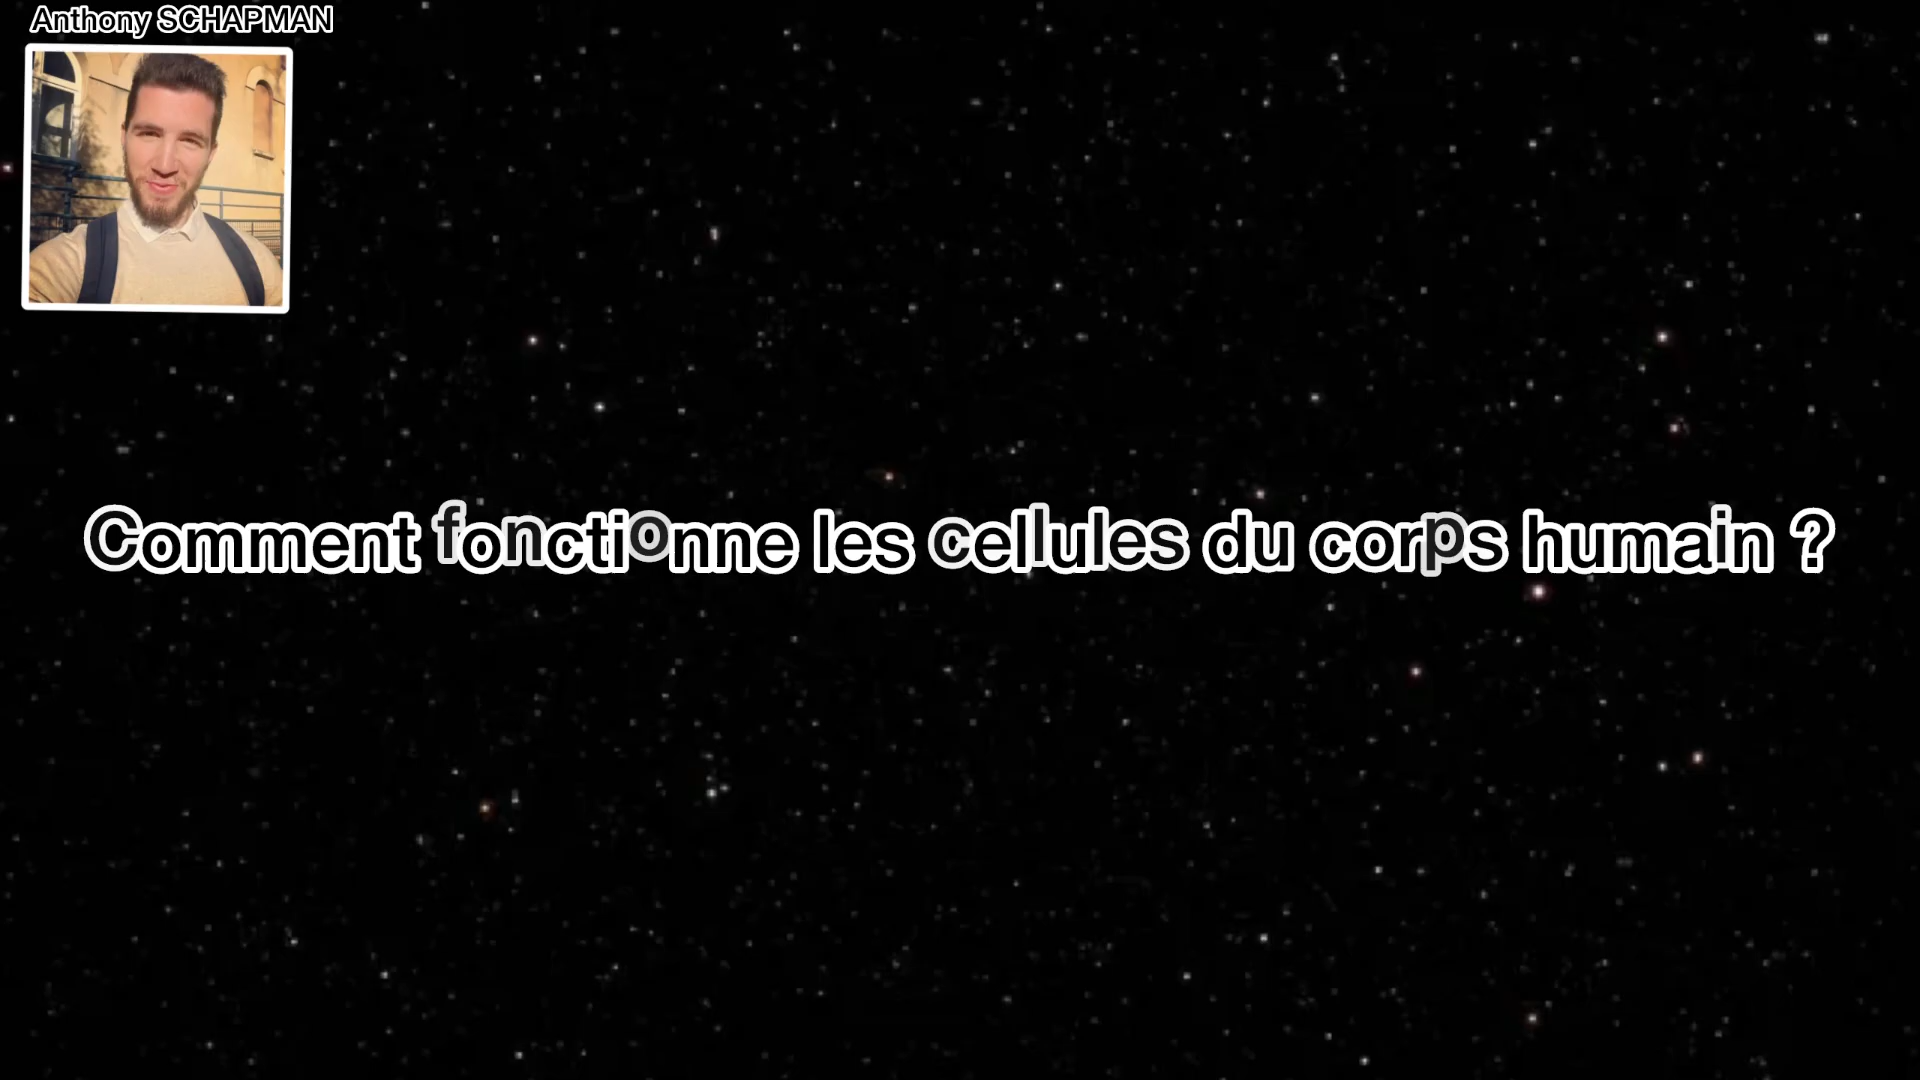 Anthony SCHAPMAN
Comment fonctionne les cellules du corps humain ?